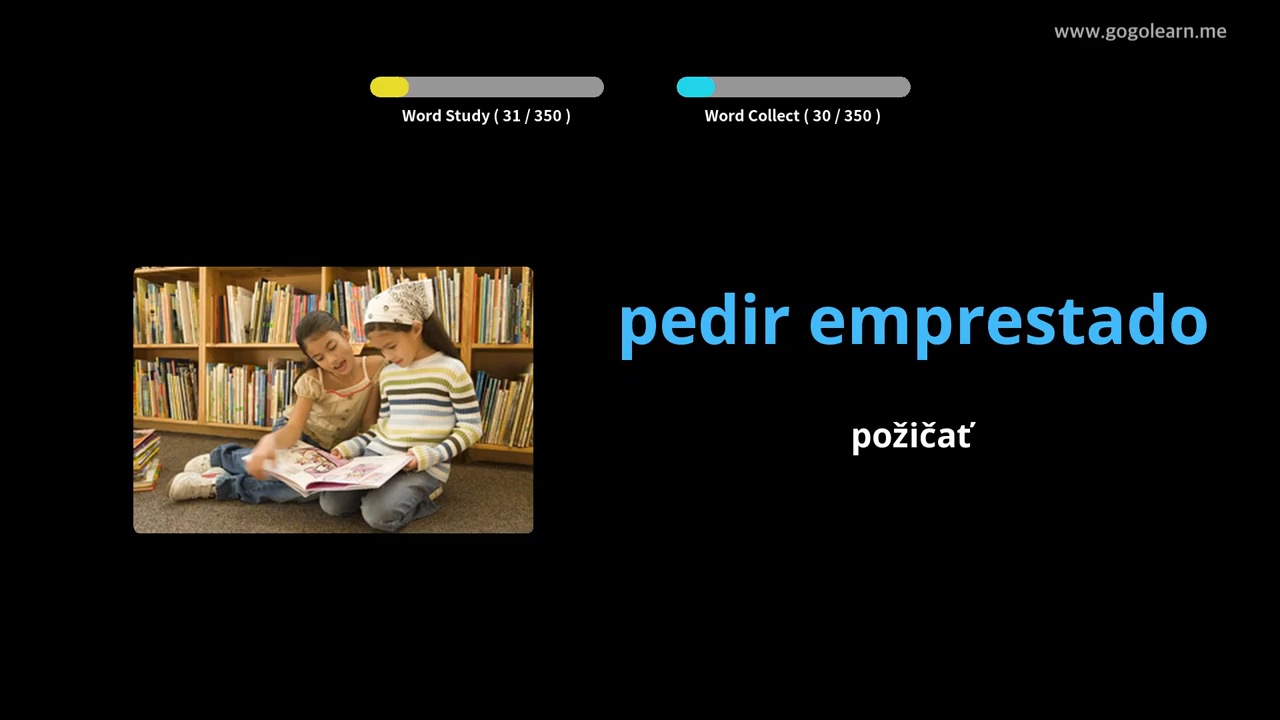 www.gogolearn.me
Word Study ( 31 / 350 )
Word Collect ( 30 / 350 )
pedir emprestado
požičať